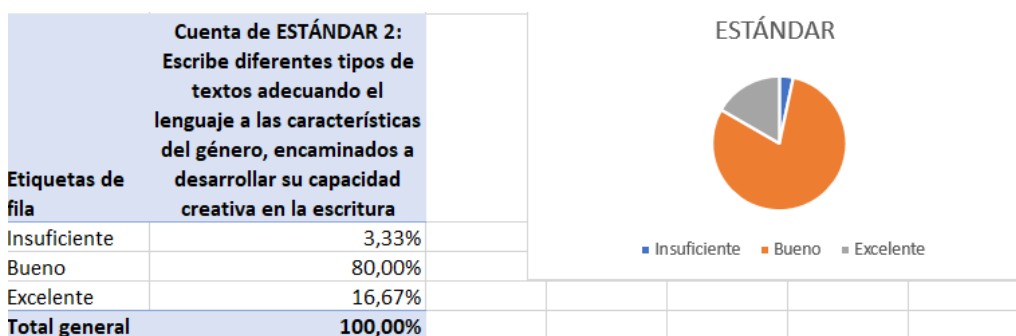 Cuenta de ESTÁNDAR 2:
Escribe diferentes tipos de
textos adecuando el
lenguaje a las características
del género, encaminados a
Etiquetas de desarrollar su capacidad
fila creativa en la escritura
Insuficiente 3,33%
Bueno 80,00%
Excelente 16,67%
Total general 100,00%
ESTÁNDAR
Insuficiente Bueno Excelente